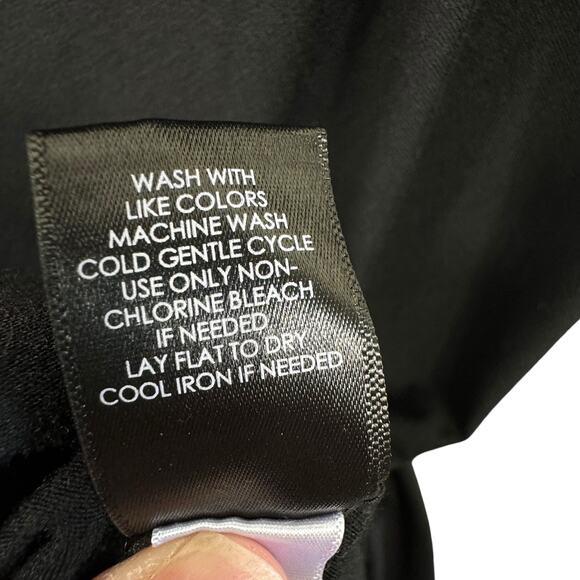 WASH WITH
LIKE COLORS
MACHINE WASH
COLD GENTLE CYCLE
USE ONLY NON-
CHLORINE BLEACH
IF NEEDED
LAY FLAT TO DRY
COOL IRON IF NEEDED